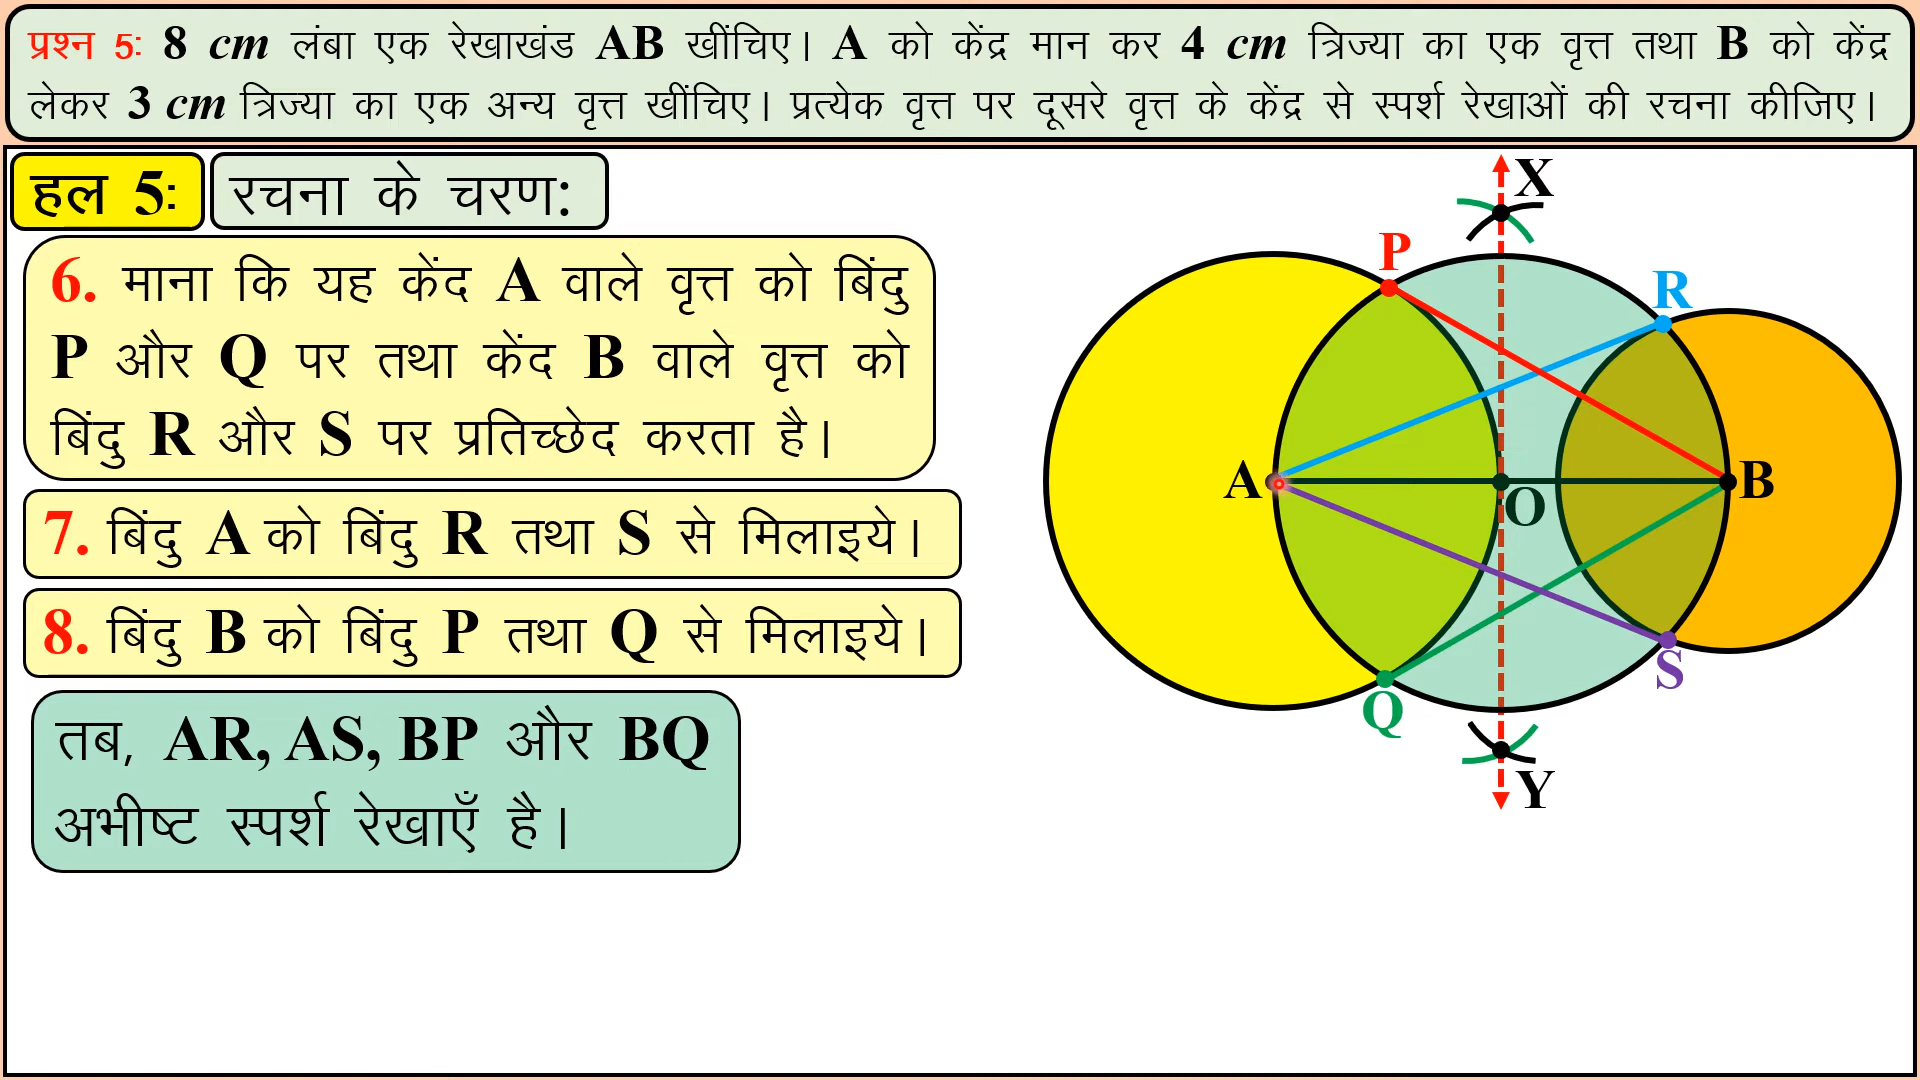 प्रश्न 5: 8 cm लंबा एक रेखाखंड AB खींचिए। A को केंद्र मान कर 4 cm त्रिज्या का एक वृत्त तथा B को केंद्र
लेकर 3 cm त्रिज्या का एक अन्य वृत्त खींचिए। प्रत्येक वृत्त पर दूसरे वृत्त के केंद्र से स्पर्श रेखाओं की रचना कीजिए।
हल 5:
रचना के चरण:
6. माना कि यह केंद A वाले वृत्त को बिंदु
P और Q पर तथा केंद B वाले वृत्त को
बिंदु R और S पर प्रतिच्छेद करता है।
7. बिंदु A को बिंदु R तथा S से मिलाइये।
8. बिंदु B को बिंदु P तथा Q से मिलाइये।
तब, AR, AS, BP और BQ
अभीष्ट स्पर्श रेखाएँ है।
X
P
R
A
O
B
S
Q
Y